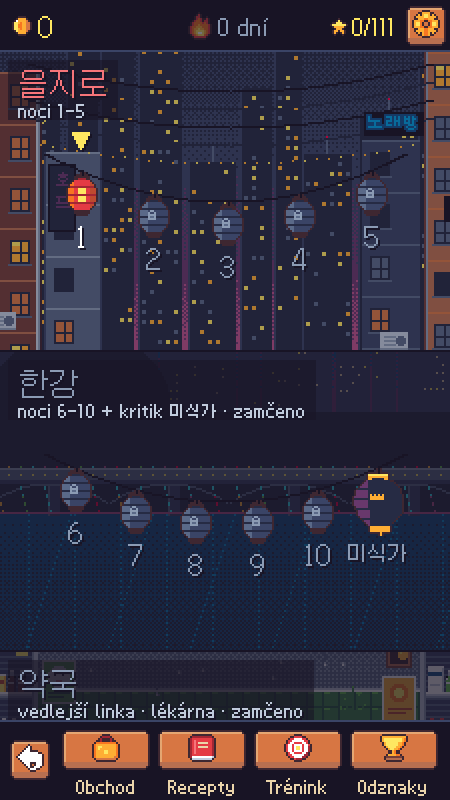 0
0 dní
0/111
을지로
noci 1-5
노래방
1
2
3
4
5
한강
noci 6-10 + kritik 미식가 · zamčeno
6
7
8
9
10
미식가
약국
vedlejší linka · lékárna · zamčeno
Obchod
Recepty
Trénink
Odznaky